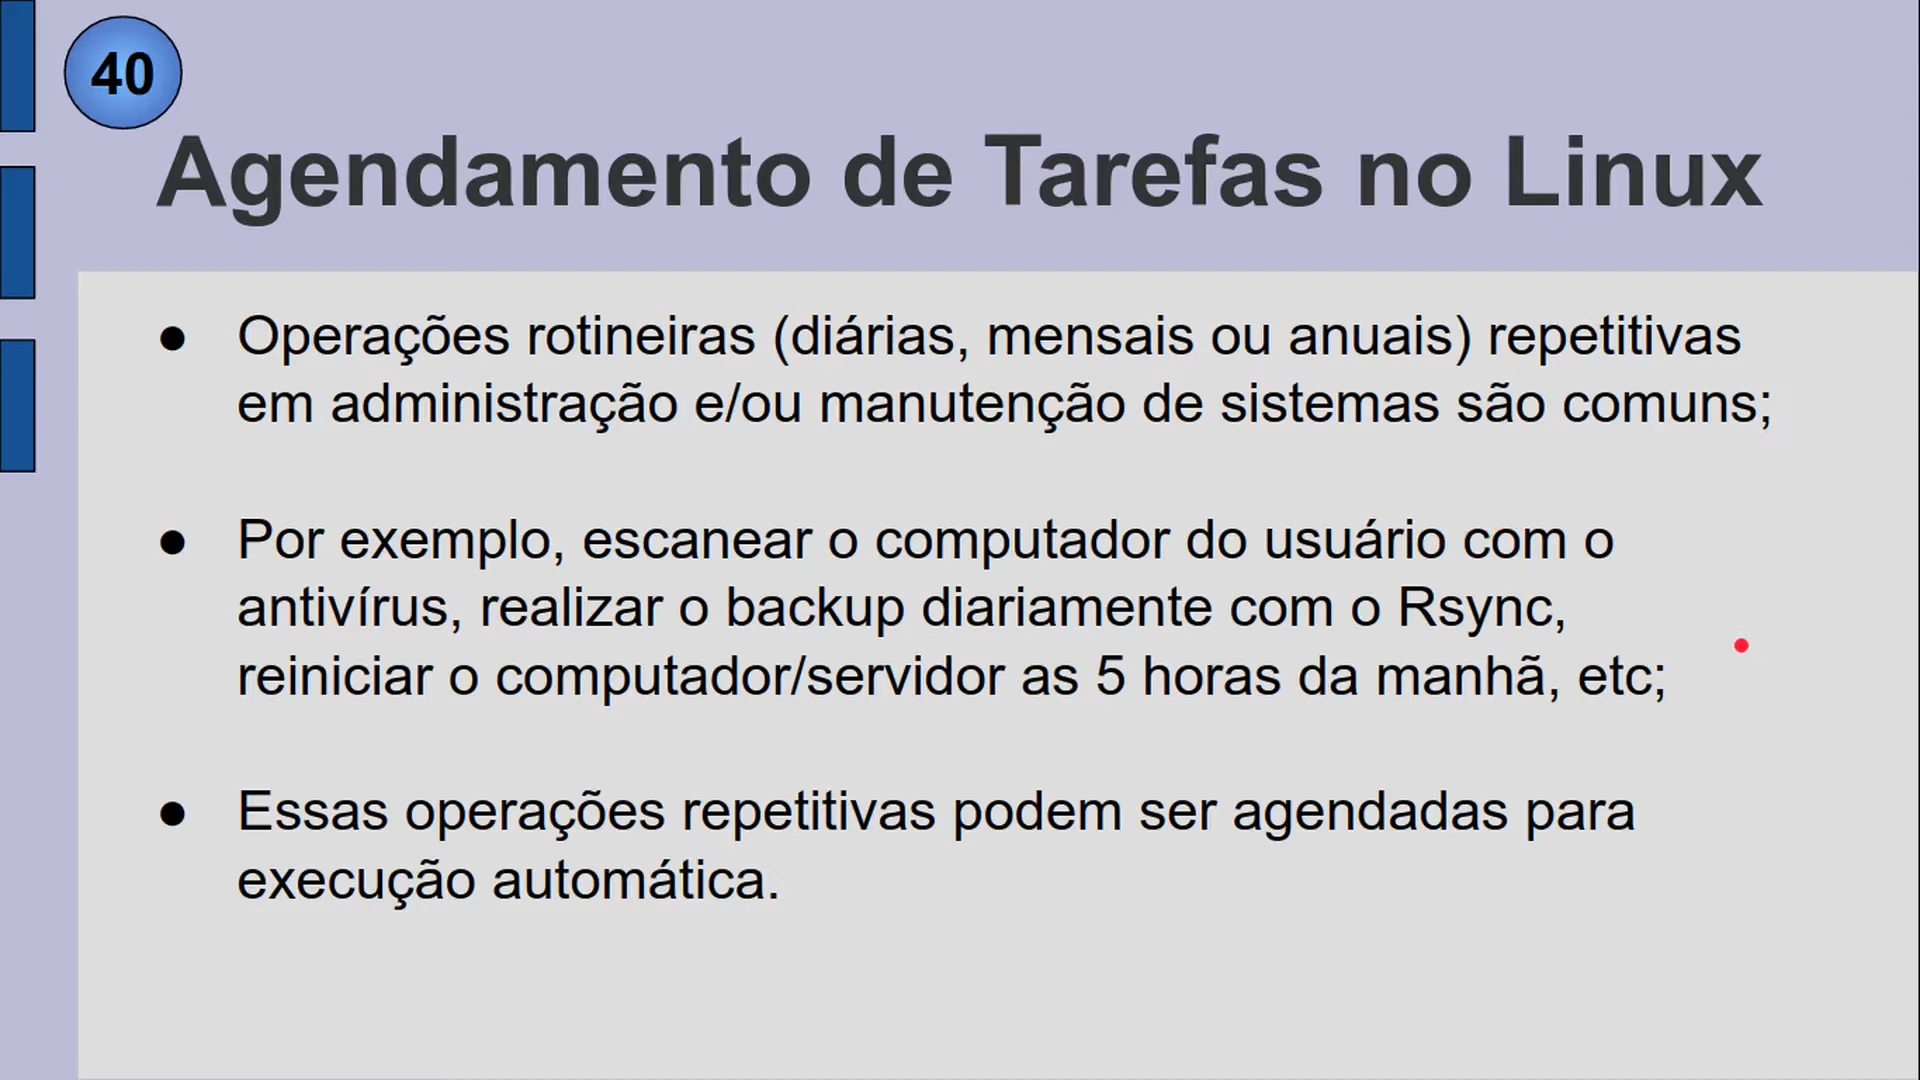 40
Agendamento de Tarefas no Linux
● Operações rotineiras (diárias, mensais ou anuais) repetitivas
em administração e/ou manutenção de sistemas são comuns;
● Por exemplo, escanear o computador do usuário com o
antivírus, realizar o backup diariamente com o Rsync,
reiniciar o computador/servidor as 5 horas da manhã, etc;
● Essas operações repetitivas podem ser agendadas para
execução automática.